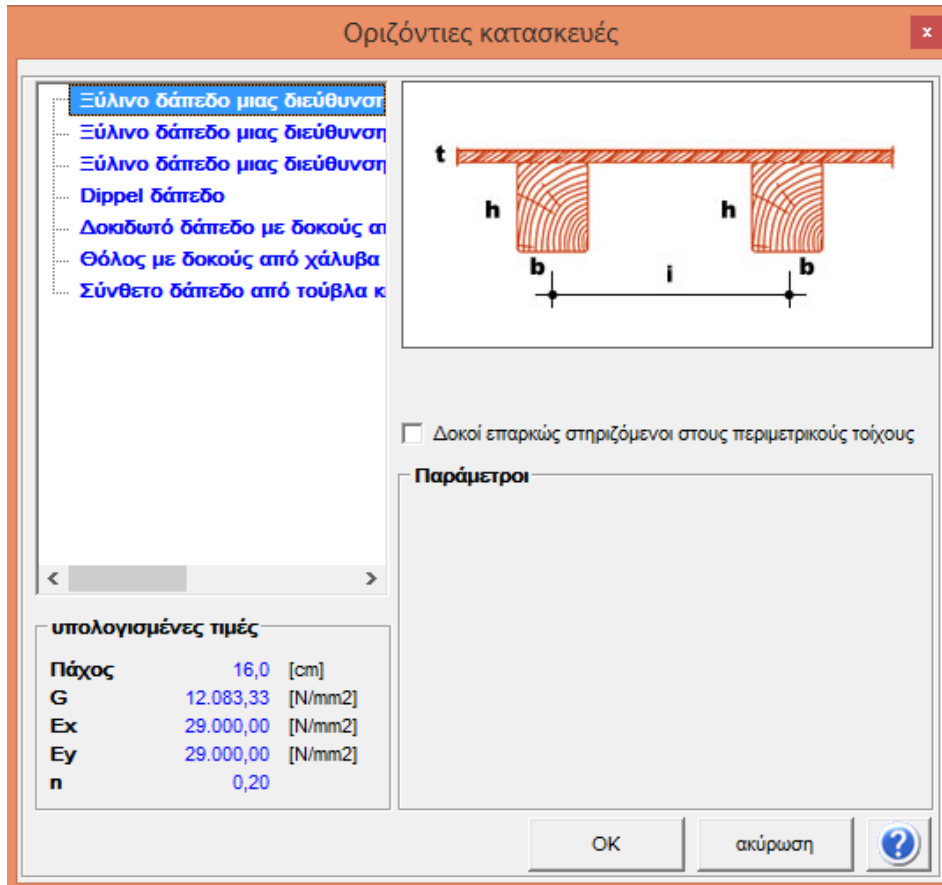 Οριζόντιες κατασκευές
x
Ξύλινο δάπεδο μιας διεύθυνση
Ξύλινο δάπεδο μιας διεύθυνση
Ξύλινο δάπεδο μιας διεύθυνση
Dippel δάπεδο
Δοκιδωτό δάπεδο με δοκούς απ
Θόλος με δοκούς από χάλυβα
Σύνθετο δάπεδο από τούβλα κ
t
h h
b i b
Δοκοί επαρκώς στηριζόμενοι στους περιμετρικούς τοίχους
Παράμετροι
υπολογισμένες τιμές
Πάχος 16,0 [cm]
G 12.083,33 [N/mm2]
Ex 29.000,00 [N/mm2]
Ey 29.000,00 [N/mm2]
n 0,20
OK ακύρωση ?